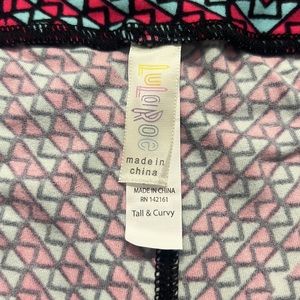 LuLaRoe
made in
china
MADE IN CHINA
RN 142161
Tall & Curvy